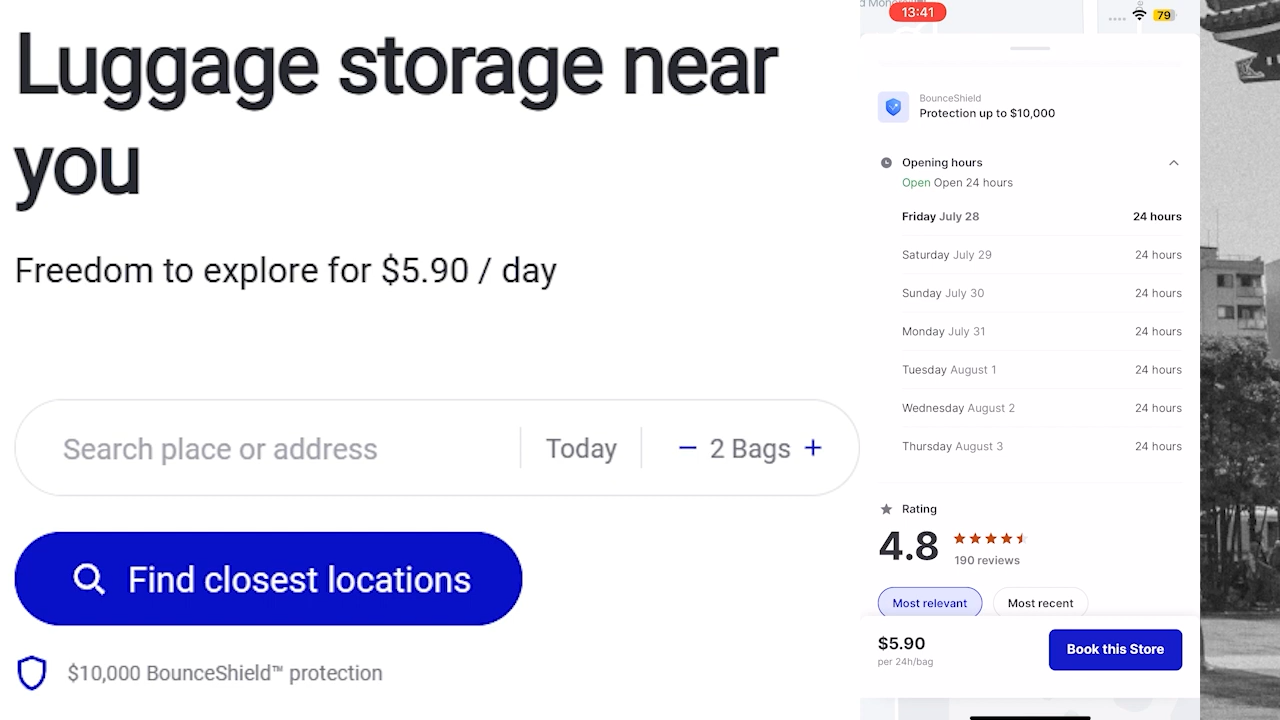 Luggage storage near
you
Freedom to explore for $5.90 / day
Search place or address
Today
2 Bags
Find closest locations
$10,000 BounceShield™ protection
13:41
79
BounceShield
Protection up to $10,000
Opening hours
Open Open 24 hours
Friday July 28 24 hours
Saturday July 29 24 hours
Sunday July 30 24 hours
Monday July 31 24 hours
Tuesday August 1 24 hours
Wednesday August 2 24 hours
Thursday August 3 24 hours
Rating
4.8
190 reviews
Most relevant
Most recent
$5.90
per 24h/bag
Book this Store